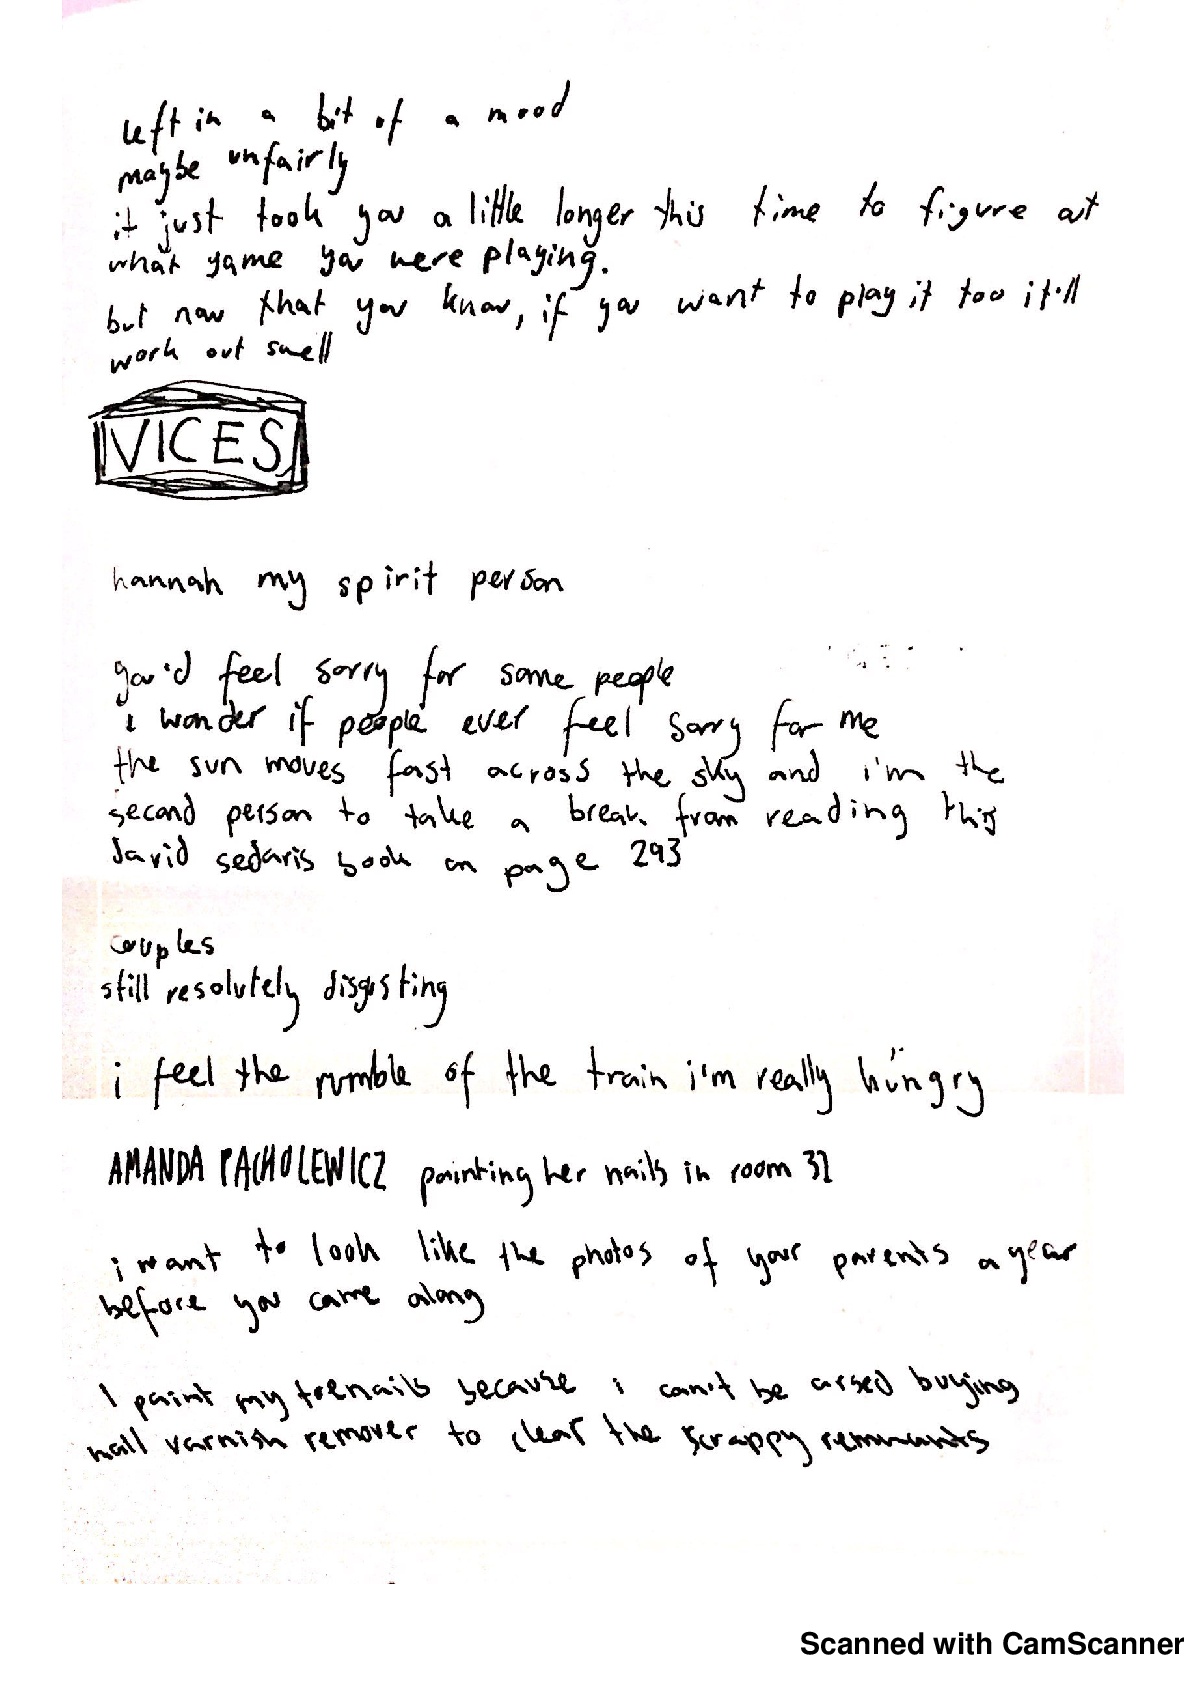 left in a bit of a mood
maybe unfairly
it just took you a little longer this time to figure out
what game you were playing.
but now that you know, if you want to play it too it'll
work out swell
VICES
hannah my spirit person
you'd feel sorry for some people
i wonder if people ever feel sorry for me
the sun moves fast across the sky and i'm the
second person to take a break from reading this
david sedaris book on page 293
couples
still resolutely disgusting
i feel the rumble of the train i'm really hüngry
AMANDA PACHOLEWICZ painting her nails in room 32
i want to look like the photos of your parents a year
before you came along
I paint my toenails because i can't be arsed buying
nail varnish remover to clear the scrappy remnants
Scanned with CamScanner